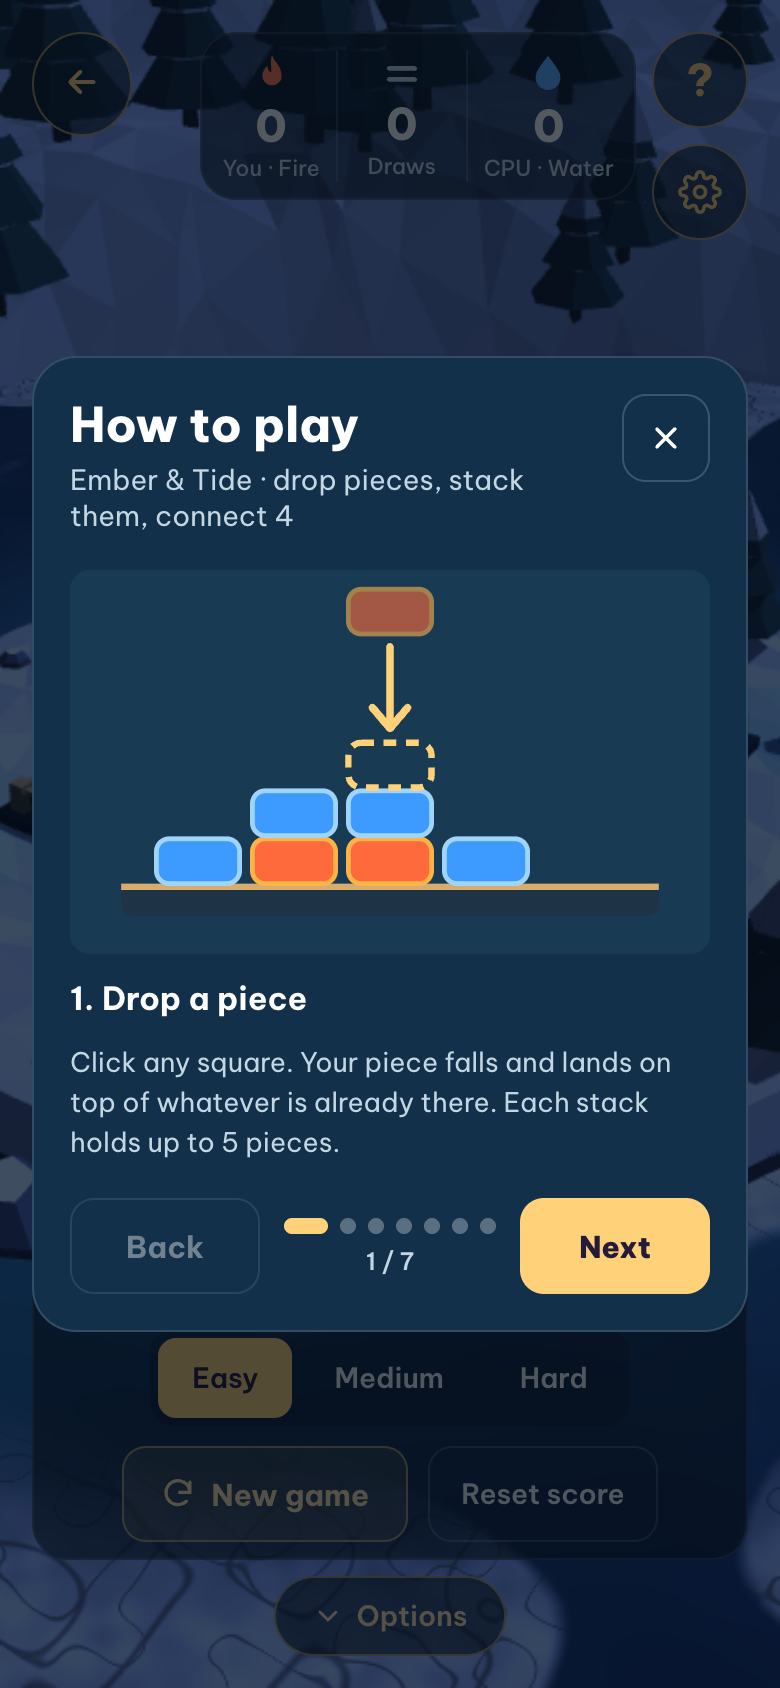 ?
0
0
0
You · Fire
Draws
CPU · Water
How to play
Ember & Tide · drop pieces, stack
them, connect 4
1. Drop a piece
Click any square. Your piece falls and lands on
top of whatever is already there. Each stack
holds up to 5 pieces.
Back
1 / 7
Next
Easy
Medium
Hard
New game
Reset score
Options